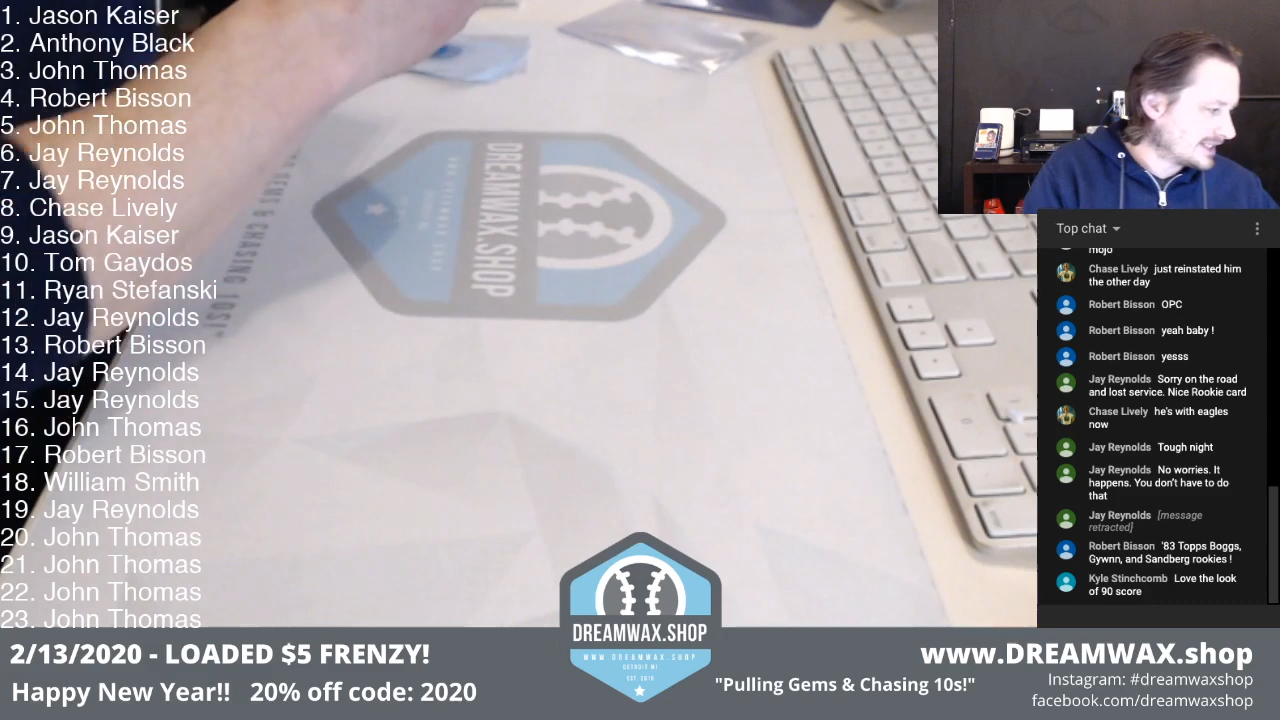 1. Jason Kaiser
2. Anthony Black
3. John Thomas
4. Robert Bisson
5. John Thomas
6. Jay Reynolds
7. Jay Reynolds
8. Chase Lively
9. Jason Kaiser
10. Tom Gaydos
11. Ryan Stefanski
12. Jay Reynolds
13. Robert Bisson
14. Jay Reynolds
15. Jay Reynolds
16. John Thomas
17. Robert Bisson
18. William Smith
19. Jay Reynolds
20. John Thomas
21. John Thomas
22. John Thomas
23. John Thomas
DREAMWAX.SHOP
Top chat
mojo
Chase Lively just reinstated him
the other day
Robert Bisson OPC
Robert Bisson yeah baby !
Robert Bisson yesss
Jay Reynolds Sorry on the road
and lost service. Nice Rookie card
Chase Lively he's with eagles
now
Jay Reynolds Tough night
Jay Reynolds No worries. It
happens. You don't have to do
that
Jay Reynolds [message
retracted]
Robert Bisson '83 Topps Boggs,
Gywnn, and Sandberg rookies !
Kyle Stinchcomb Love the look
of 90 score
2/13/2020 - LOADED $5 FRENZY!
Happy New Year!! 20% off code: 2020
DREAMWAX.SHOP
WWW.DREAMWAX.SHOP
DETROIT MI
EST. 2019
"Pulling Gems & Chasing 10s!"
www.DREAMWAX.shop
Instagram: #dreamwaxshop
facebook.com/dreamwaxshop